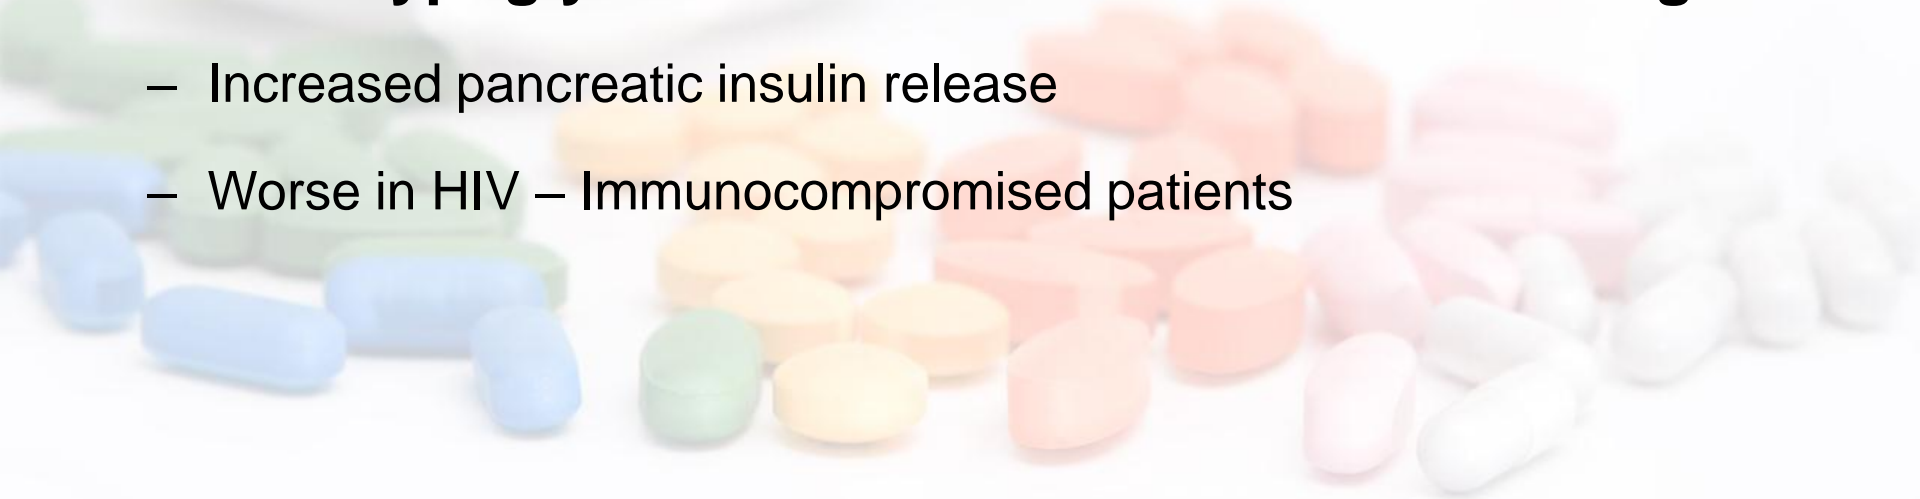 – Increased pancreatic insulin release
– Worse in HIV – Immunocompromised patients